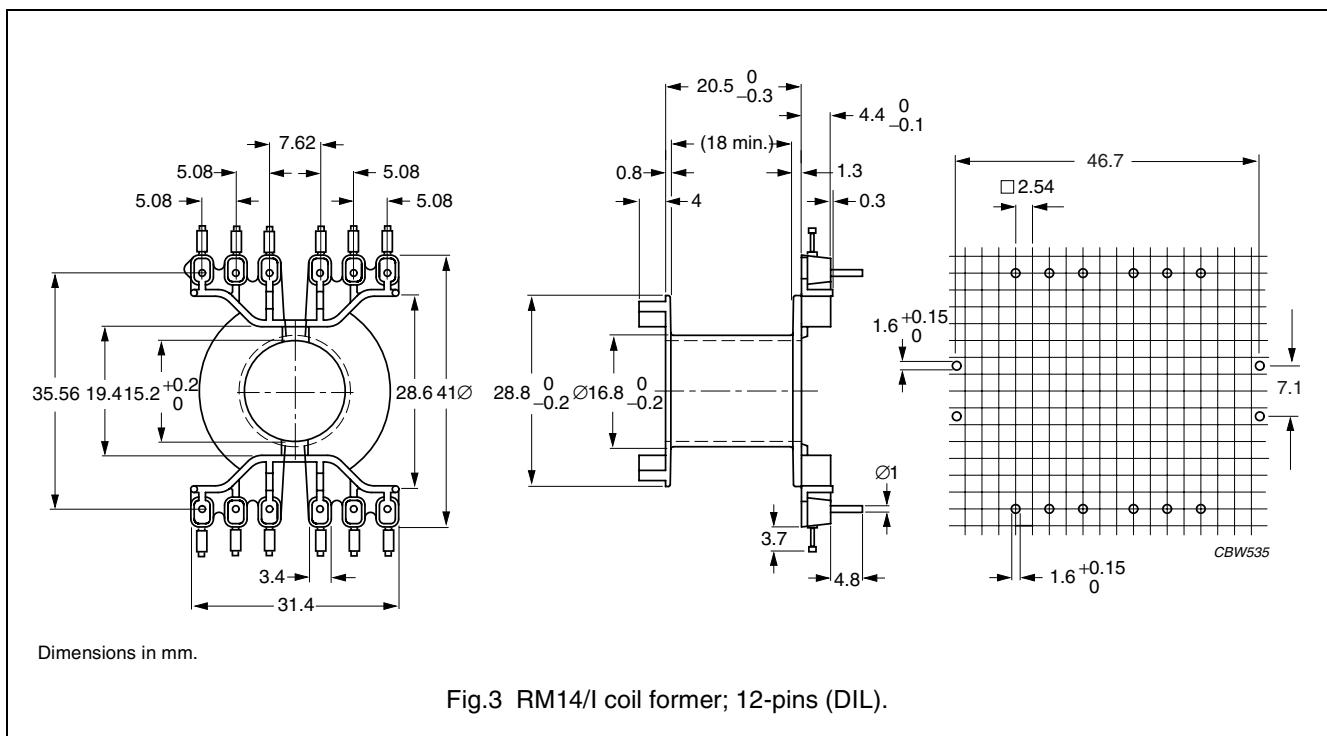 20.5 0 −0.3
4.4 0 −0.1
7.62
(18 min.)
46.7
5.08
5.08
0.8
1.3
2.54
5.08
5.08
4
0.3
1.6 +0.15 0
35.56
19.4
15.2 +0.2 0
28.6
41∅
28.8 0 −0.2
∅16.8 0 −0.2
7.1
∅1
3.7
CBW535
3.4
4.8
1.6 +0.15 0
31.4
Dimensions in mm.
Fig.3 RM14/I coil former; 12-pins (DIL).